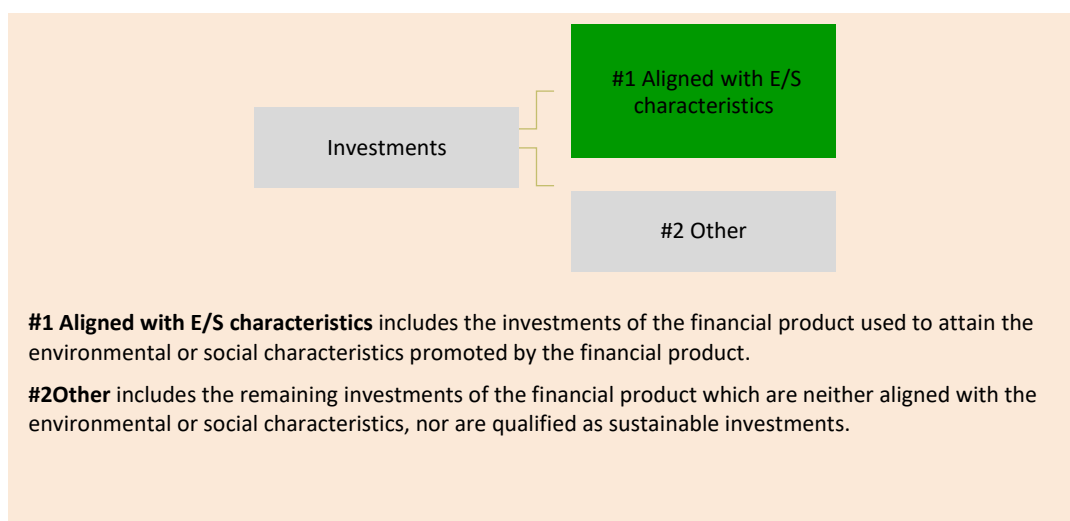 #1 Aligned with E/S
characteristics
Investments
#2 Other
#1 Aligned with E/S characteristics includes the investments of the financial product used to attain the
environmental or social characteristics promoted by the financial product.
#2Other includes the remaining investments of the financial product which are neither aligned with the
environmental or social characteristics, nor are qualified as sustainable investments.